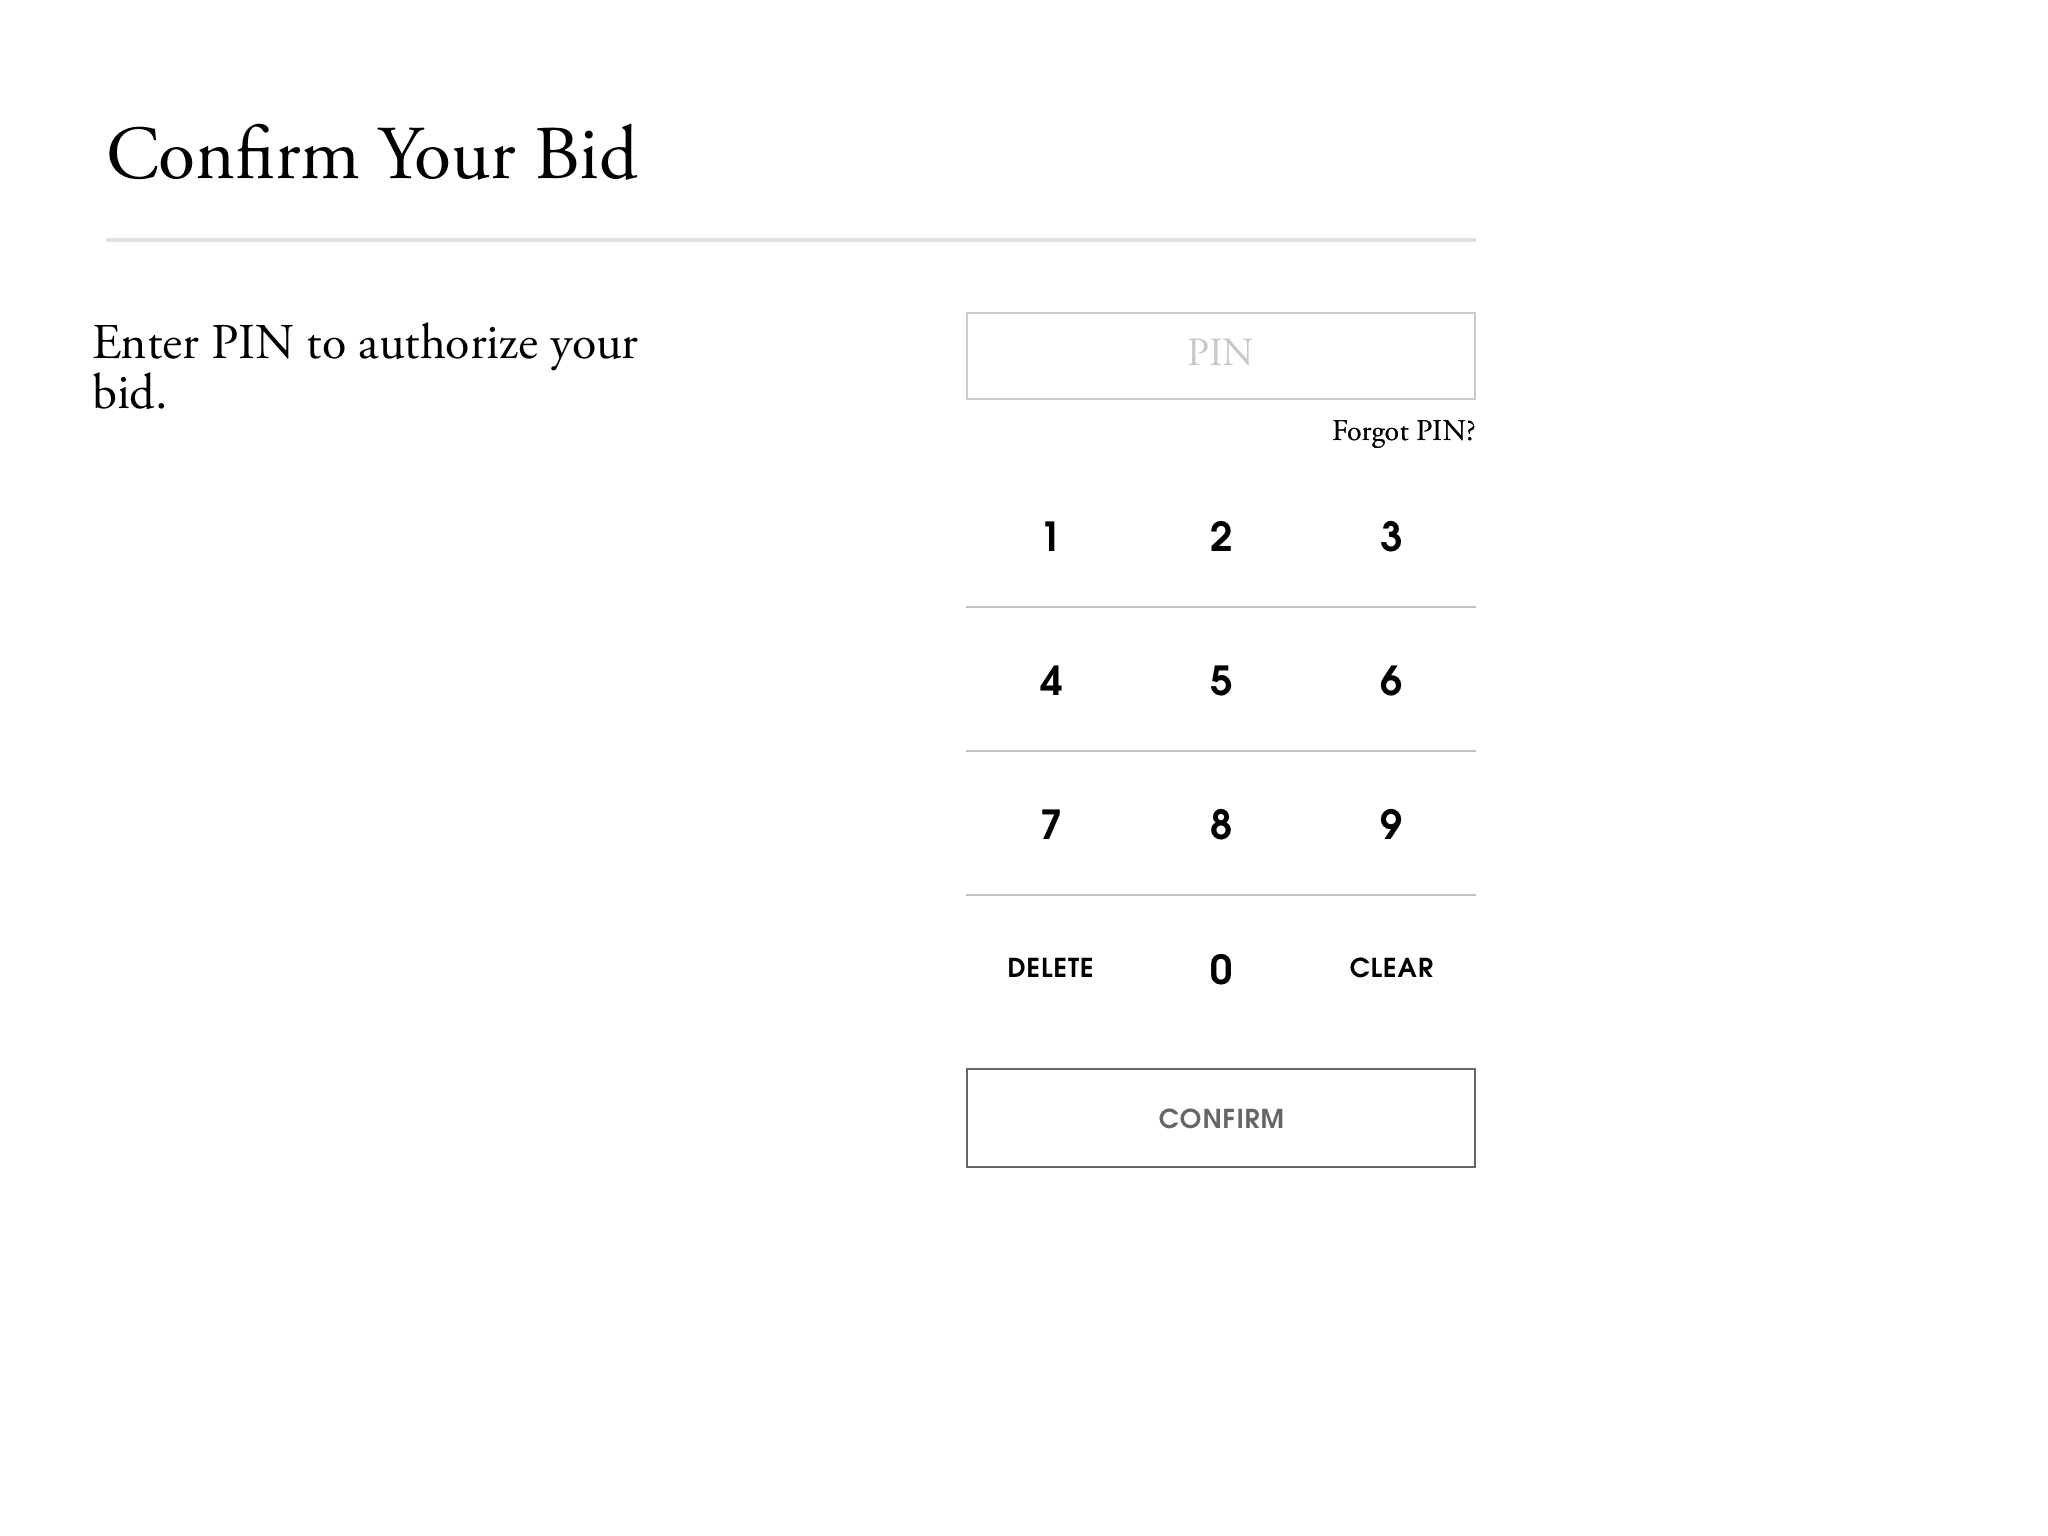 Confirm Your Bid
Enter PIN to authorize your
bid.
PIN
Forgot PIN?
1 2 3
4 5 6
7 8 9
DELETE 0 CLEAR
CONFIRM